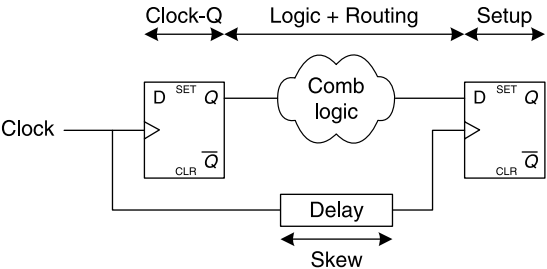 Clock-Q
Logic + Routing
Setup
D
SET
Q
Q
CLR
Comb
logic
D
SET
Q
Q
CLR
Clock
Delay
Skew